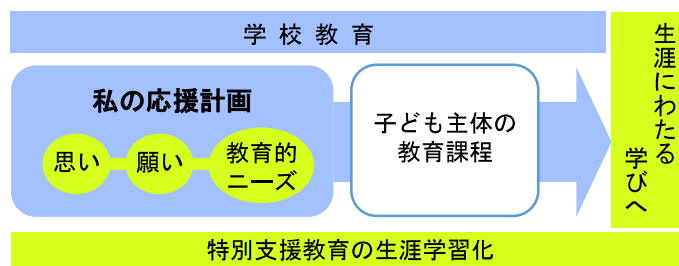 学校教育
私の応援計画
思い
願い
教育的
ニーズ
子ども主体の
教育課程
生涯にわたる
学びへ
特別支援教育の生涯学習化